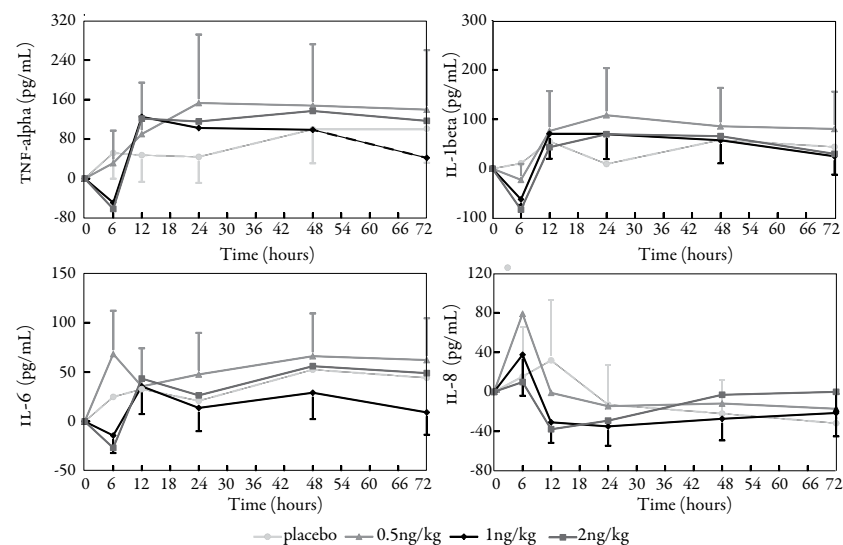 320
240
160
80
0
-80
TNF-alpha (pg/mL)
0 6 12 18 24 30 36 42 48 54 60 66 72
Time (hours)
300
200
100
0
-100
IL-1beta (pg/mL)
0 6 12 18 24 30 36 42 48 54 60 66 72
Time (hours)
150
100
50
0
-50
IL-6 (pg/mL)
0 6 12 18 24 30 36 42 48 54 60 66 72
Time (hours)
120
80
40
0
-40
-80
IL-8 (pg/mL)
0 6 12 18 24 30 36 42 48 54 60 66 72
Time (hours)
placebo 0.5ng/kg 1ng/kg 2ng/kg